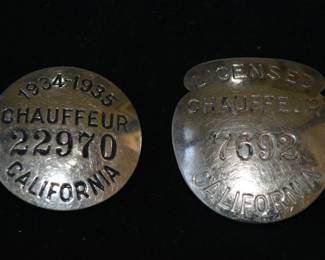 1934-1935
CHAUFFEUR
22970
CALIFORNIA
LICENSED
CHAUFFEUR
7692
CALIFORNIA